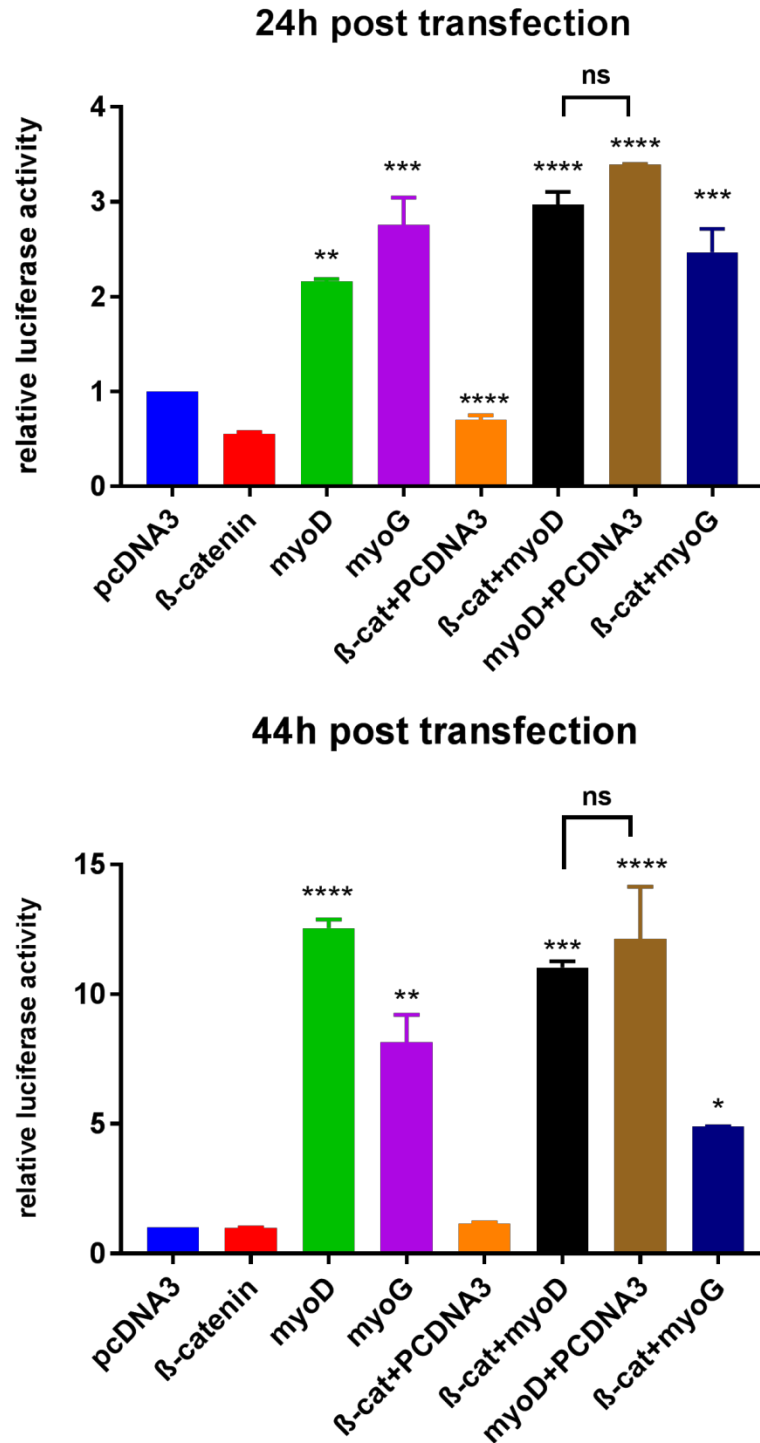 24h post transfection
ns
4
3
2
1
0
relative luciferase activity
**
***
****
****
****
***
pcDNA3
ß-catenin
myoD
myoG
ß-cat+PCDNA3
ß-cat+myoD
myoD+PCDNA3
ß-cat+myoG
44h post transfection
ns
15
10
5
0
relative luciferase activity
****
**
***
****
*
pcDNA3
ß-catenin
myoD
myoG
ß-cat+PCDNA3
ß-cat+myoD
myoD+PCDNA3
ß-cat+myoG